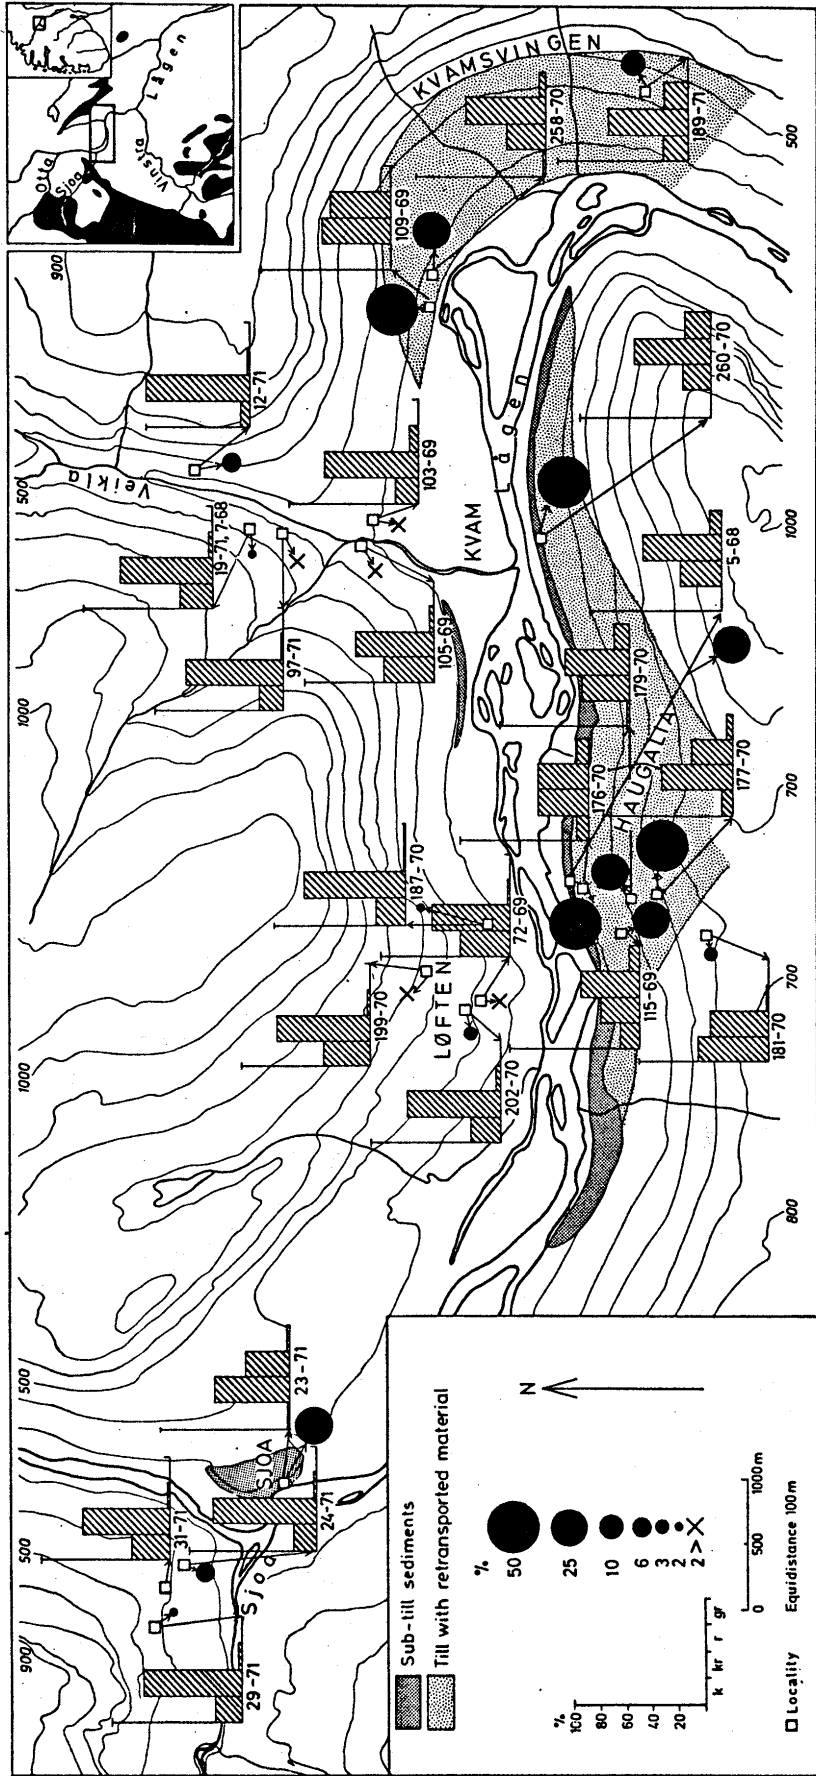 Otta
Sjoa
Lågen
Vinstra
900
500
1000
1000
500
900
500
29-71
31-71
24-71
23-71
Sjoa
SJOA
199-70
187-70
202-70
72-69
LØFTEN
97-71
19-71, 7-68
105-69
103-69
12-71
Veikla
KVAM
Lågen
109-69
258-70
189-71
KVAMSVINGEN
115-69
181-70
176-70
177-70
179-70
5-68
260-70
HAUGALIA
800
700
700
1000
500
Sub-till sediments
Till with retransported material
%
50
25
10
6
3
2
2>X
N
%
100
80
60
40
20
k kr r gr
0 500 1000m
Locality Equidistance 100m